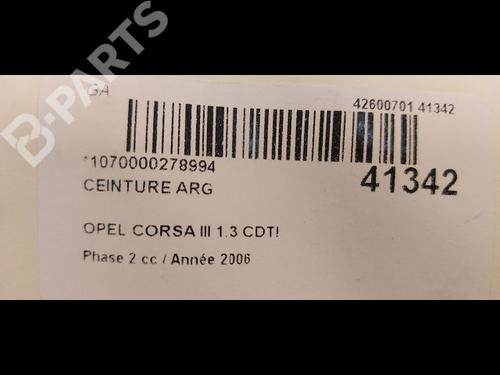 B-PARTS
GA
42600701 41342
*1070000278994
41342
CEINTURE ARG
OPEL CORSA III 1.3 CDTI
Phase 2 cc / Année 2006